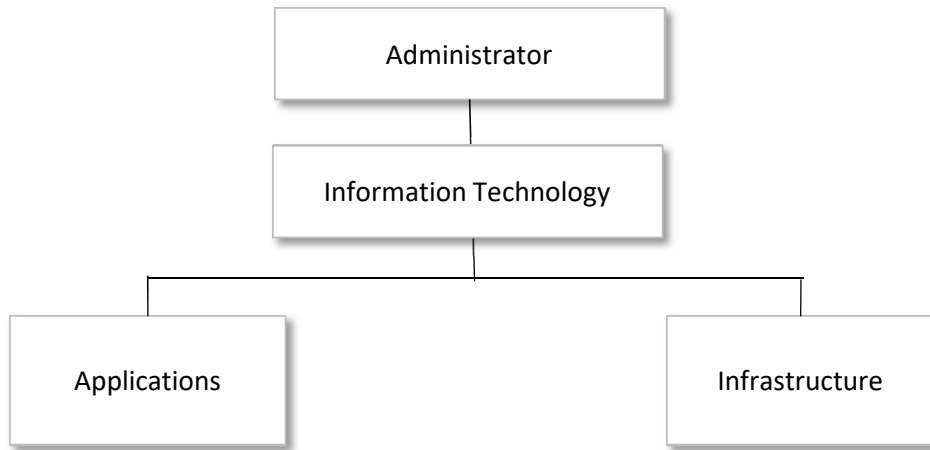 Administrator
Information Technology
Applications
Infrastructure